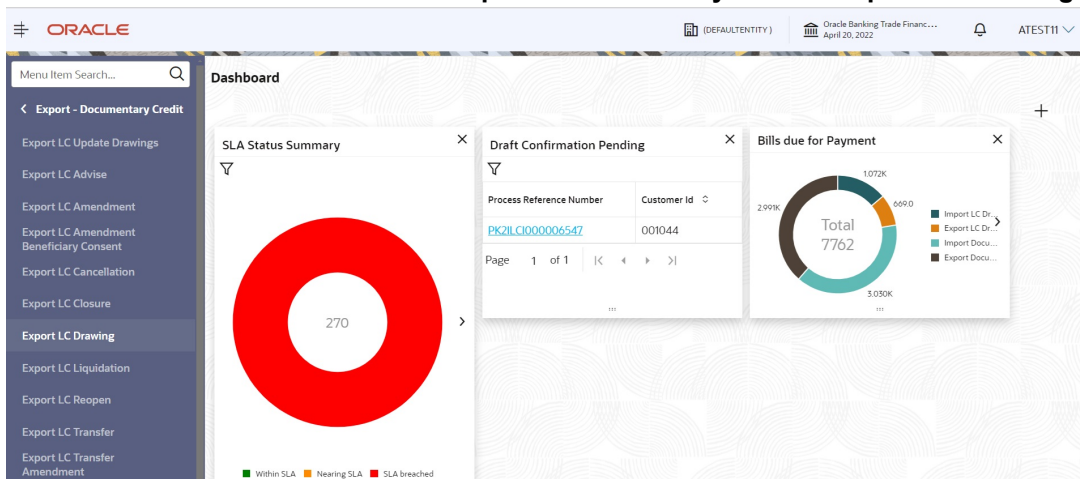 ORACLE
(DEFAULTENTITY)
Oracle Banking Trade Financ...
April 20, 2022
ATEST11
Menu Item Search...
Export - Documentary Credit
Export LC Update Drawings
Export LC Advise
Export LC Amendment
Export LC Amendment
Beneficiary Consent
Export LC Cancellation
Export LC Closure
Export LC Drawing
Export LC Liquidation
Export LC Reopen
Export LC Transfer
Export LC Transfer
Amendment
Dashboard
SLA Status Summary
270
Within SLA Nearing SLA SLA breached
Draft Confirmation Pending
Process Reference Number Customer Id
PK2ILCI000006547 001044
Page 1 of 1
Bills due for Payment
1.072K
669.0
2.991K
3.030K
Total
7762
Import LC Dr...
Export LC Dr...
Import Docu...
Export Docu...